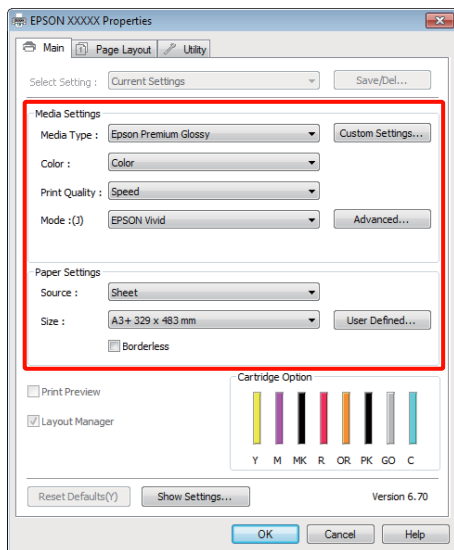 EPSON XXXXX Properties
Main Page Layout Utility
Select Setting : Current Settings Save/Del...
Media Settings
Media Type : Epson Premium Glossy Custom Settings...
Color : Color
Print Quality : Speed
Mode :(J) EPSON Vivid Advanced...
Paper Settings
Source : Sheet
Size : A3+ 329 x 483 mm User Defined...
Borderless
Cartridge Option
Print Preview
Layout Manager
Y M MK R OR PK GO C
Reset Defaults(Y) Show Settings... Version 6.70
OK Cancel Help